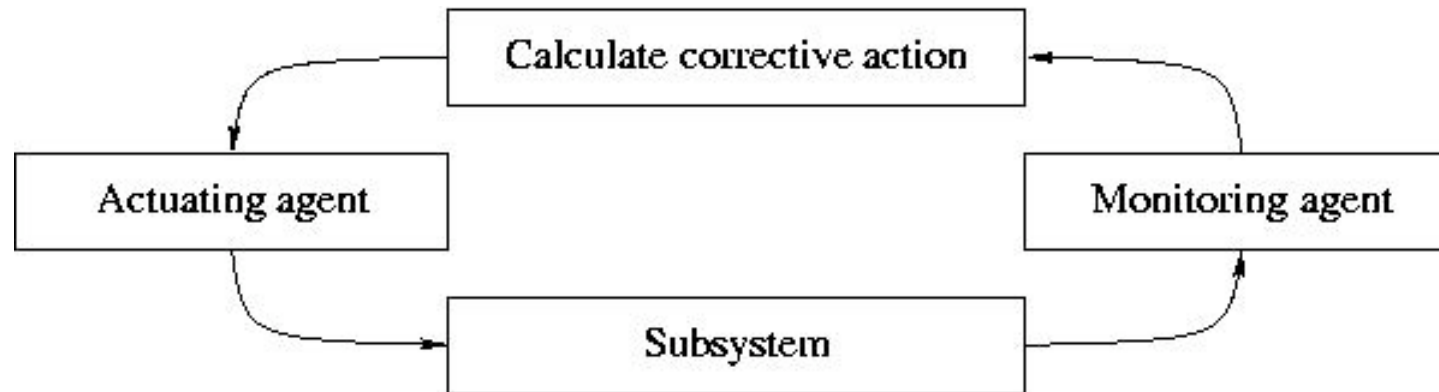 Calculate corrective action
Actuating agent
Monitoring agent
Subsystem